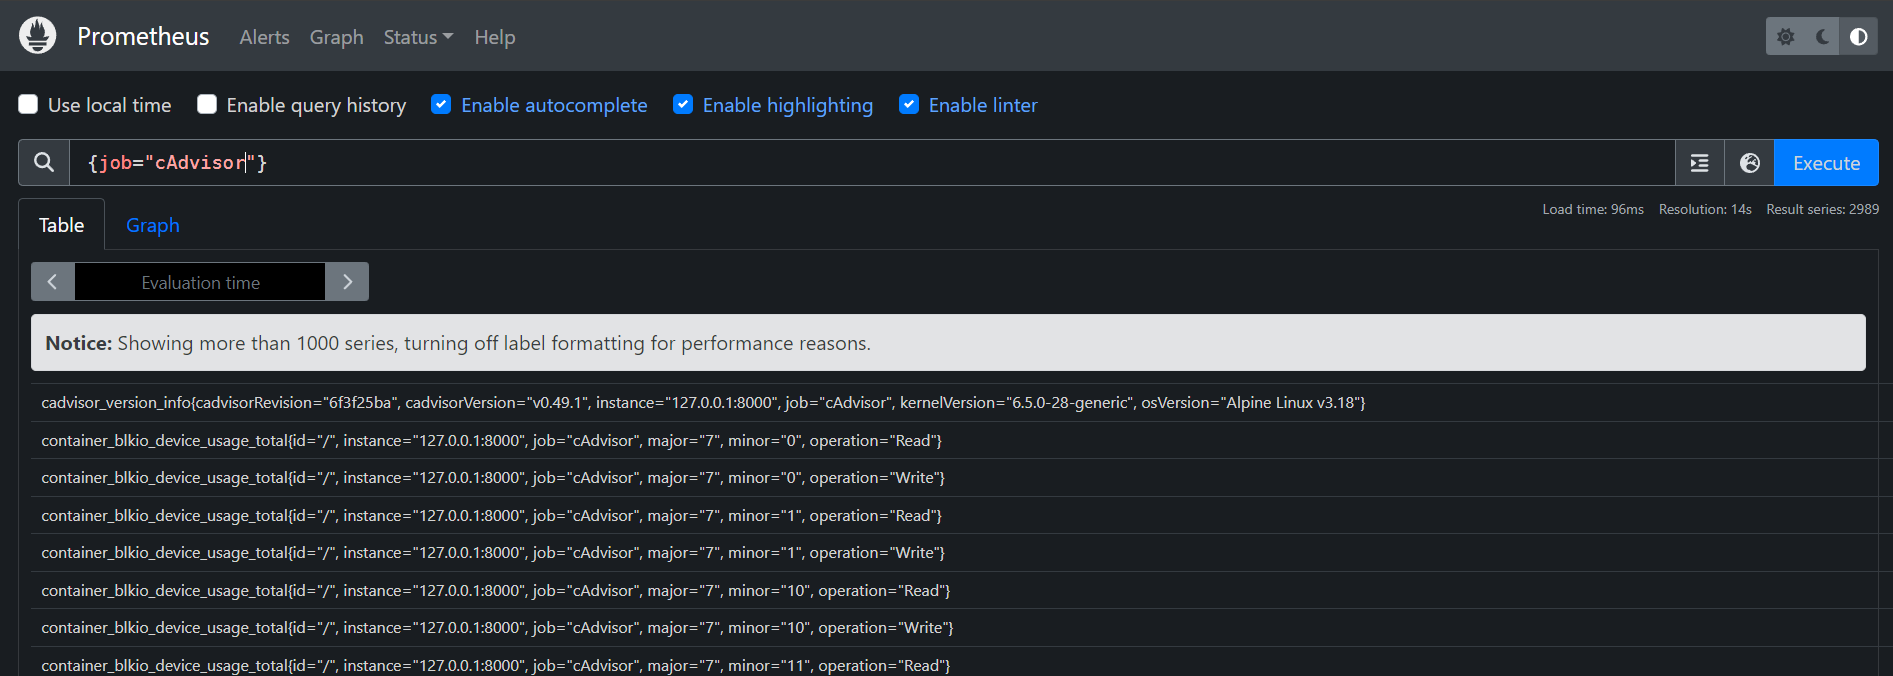 Prometheus Alerts Graph Status Help
Use local time Enable query history Enable autocomplete Enable highlighting Enable linter
{job="cAdvisor"} Execute
Table Graph Load time: 96ms Resolution: 14s Result series: 2989
Evaluation time
Notice: Showing more than 1000 series, turning off label formatting for performance reasons.
cadvisor_version_info{cadvisorRevision="6f3f25ba", cadvisorVersion="v0.49.1", instance="127.0.0.1:8000", job="cAdvisor", kernelVersion="6.5.0-28-generic", osVersion="Alpine Linux v3.18"}
container_blkio_device_usage_total{id="/", instance="127.0.0.1:8000", job="cAdvisor", major="7", minor="0", operation="Read"}
container_blkio_device_usage_total{id="/", instance="127.0.0.1:8000", job="cAdvisor", major="7", minor="0", operation="Write"}
container_blkio_device_usage_total{id="/", instance="127.0.0.1:8000", job="cAdvisor", major="7", minor="1", operation="Read"}
container_blkio_device_usage_total{id="/", instance="127.0.0.1:8000", job="cAdvisor", major="7", minor="1", operation="Write"}
container_blkio_device_usage_total{id="/", instance="127.0.0.1:8000", job="cAdvisor", major="7", minor="10", operation="Read"}
container_blkio_device_usage_total{id="/", instance="127.0.0.1:8000", job="cAdvisor", major="7", minor="10", operation="Write"}
container_blkio_device_usage_total{id="/", instance="127.0.0.1:8000", job="cAdvisor", major="7", minor="11", operation="Read"}